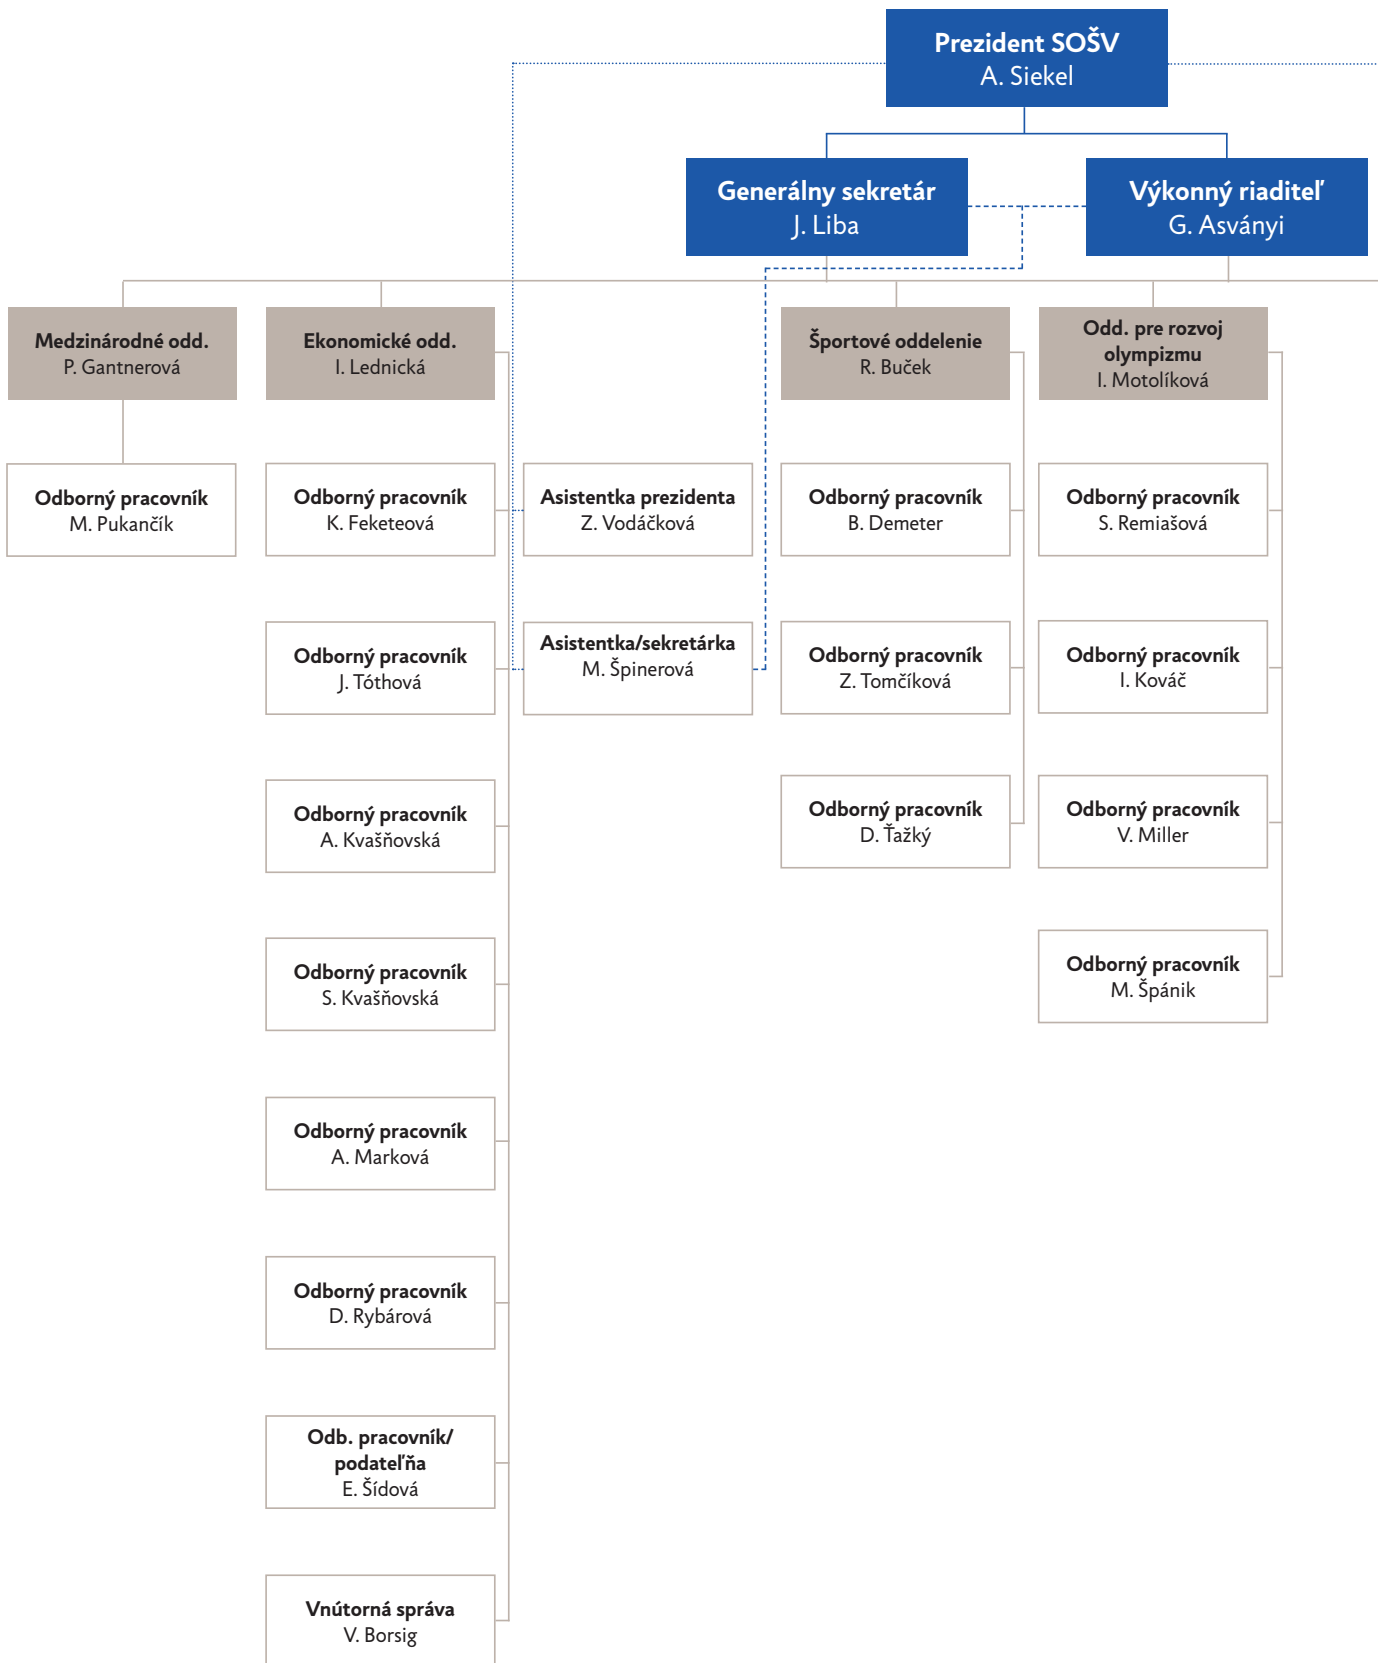 Prezident SOŠV
A. Siekel
Generálny sekretár
J. Liba
Výkonný riaditeľ
G. Asványi
Medzinárodné odd.
P. Gantnerová
Ekonomické odd.
I. Lednická
Športové oddelenie
R. Buček
Odd. pre rozvoj
olympizmu
I. Motolíková
Odborný pracovník
M. Pukančík
Odborný pracovník
K. Feketeová
Asistentka prezidenta
Z. Vodáčková
Odborný pracovník
B. Demeter
Odborný pracovník
S. Remiašová
Odborný pracovník
J. Tóthová
Asistentka/sekretárka
M. Špinerová
Odborný pracovník
Z. Tomčíková
Odborný pracovník
I. Kováč
Odborný pracovník
A. Kvašňovská
Odborný pracovník
D. Ťažký
Odborný pracovník
V. Miller
Odborný pracovník
S. Kvašňovská
Odborný pracovník
M. Špánik
Odborný pracovník
A. Marková
Odborný pracovník
D. Rybárová
Odb. pracovník/
podateľňa
E. Šídová
Vnútorná správa
V. Borsig